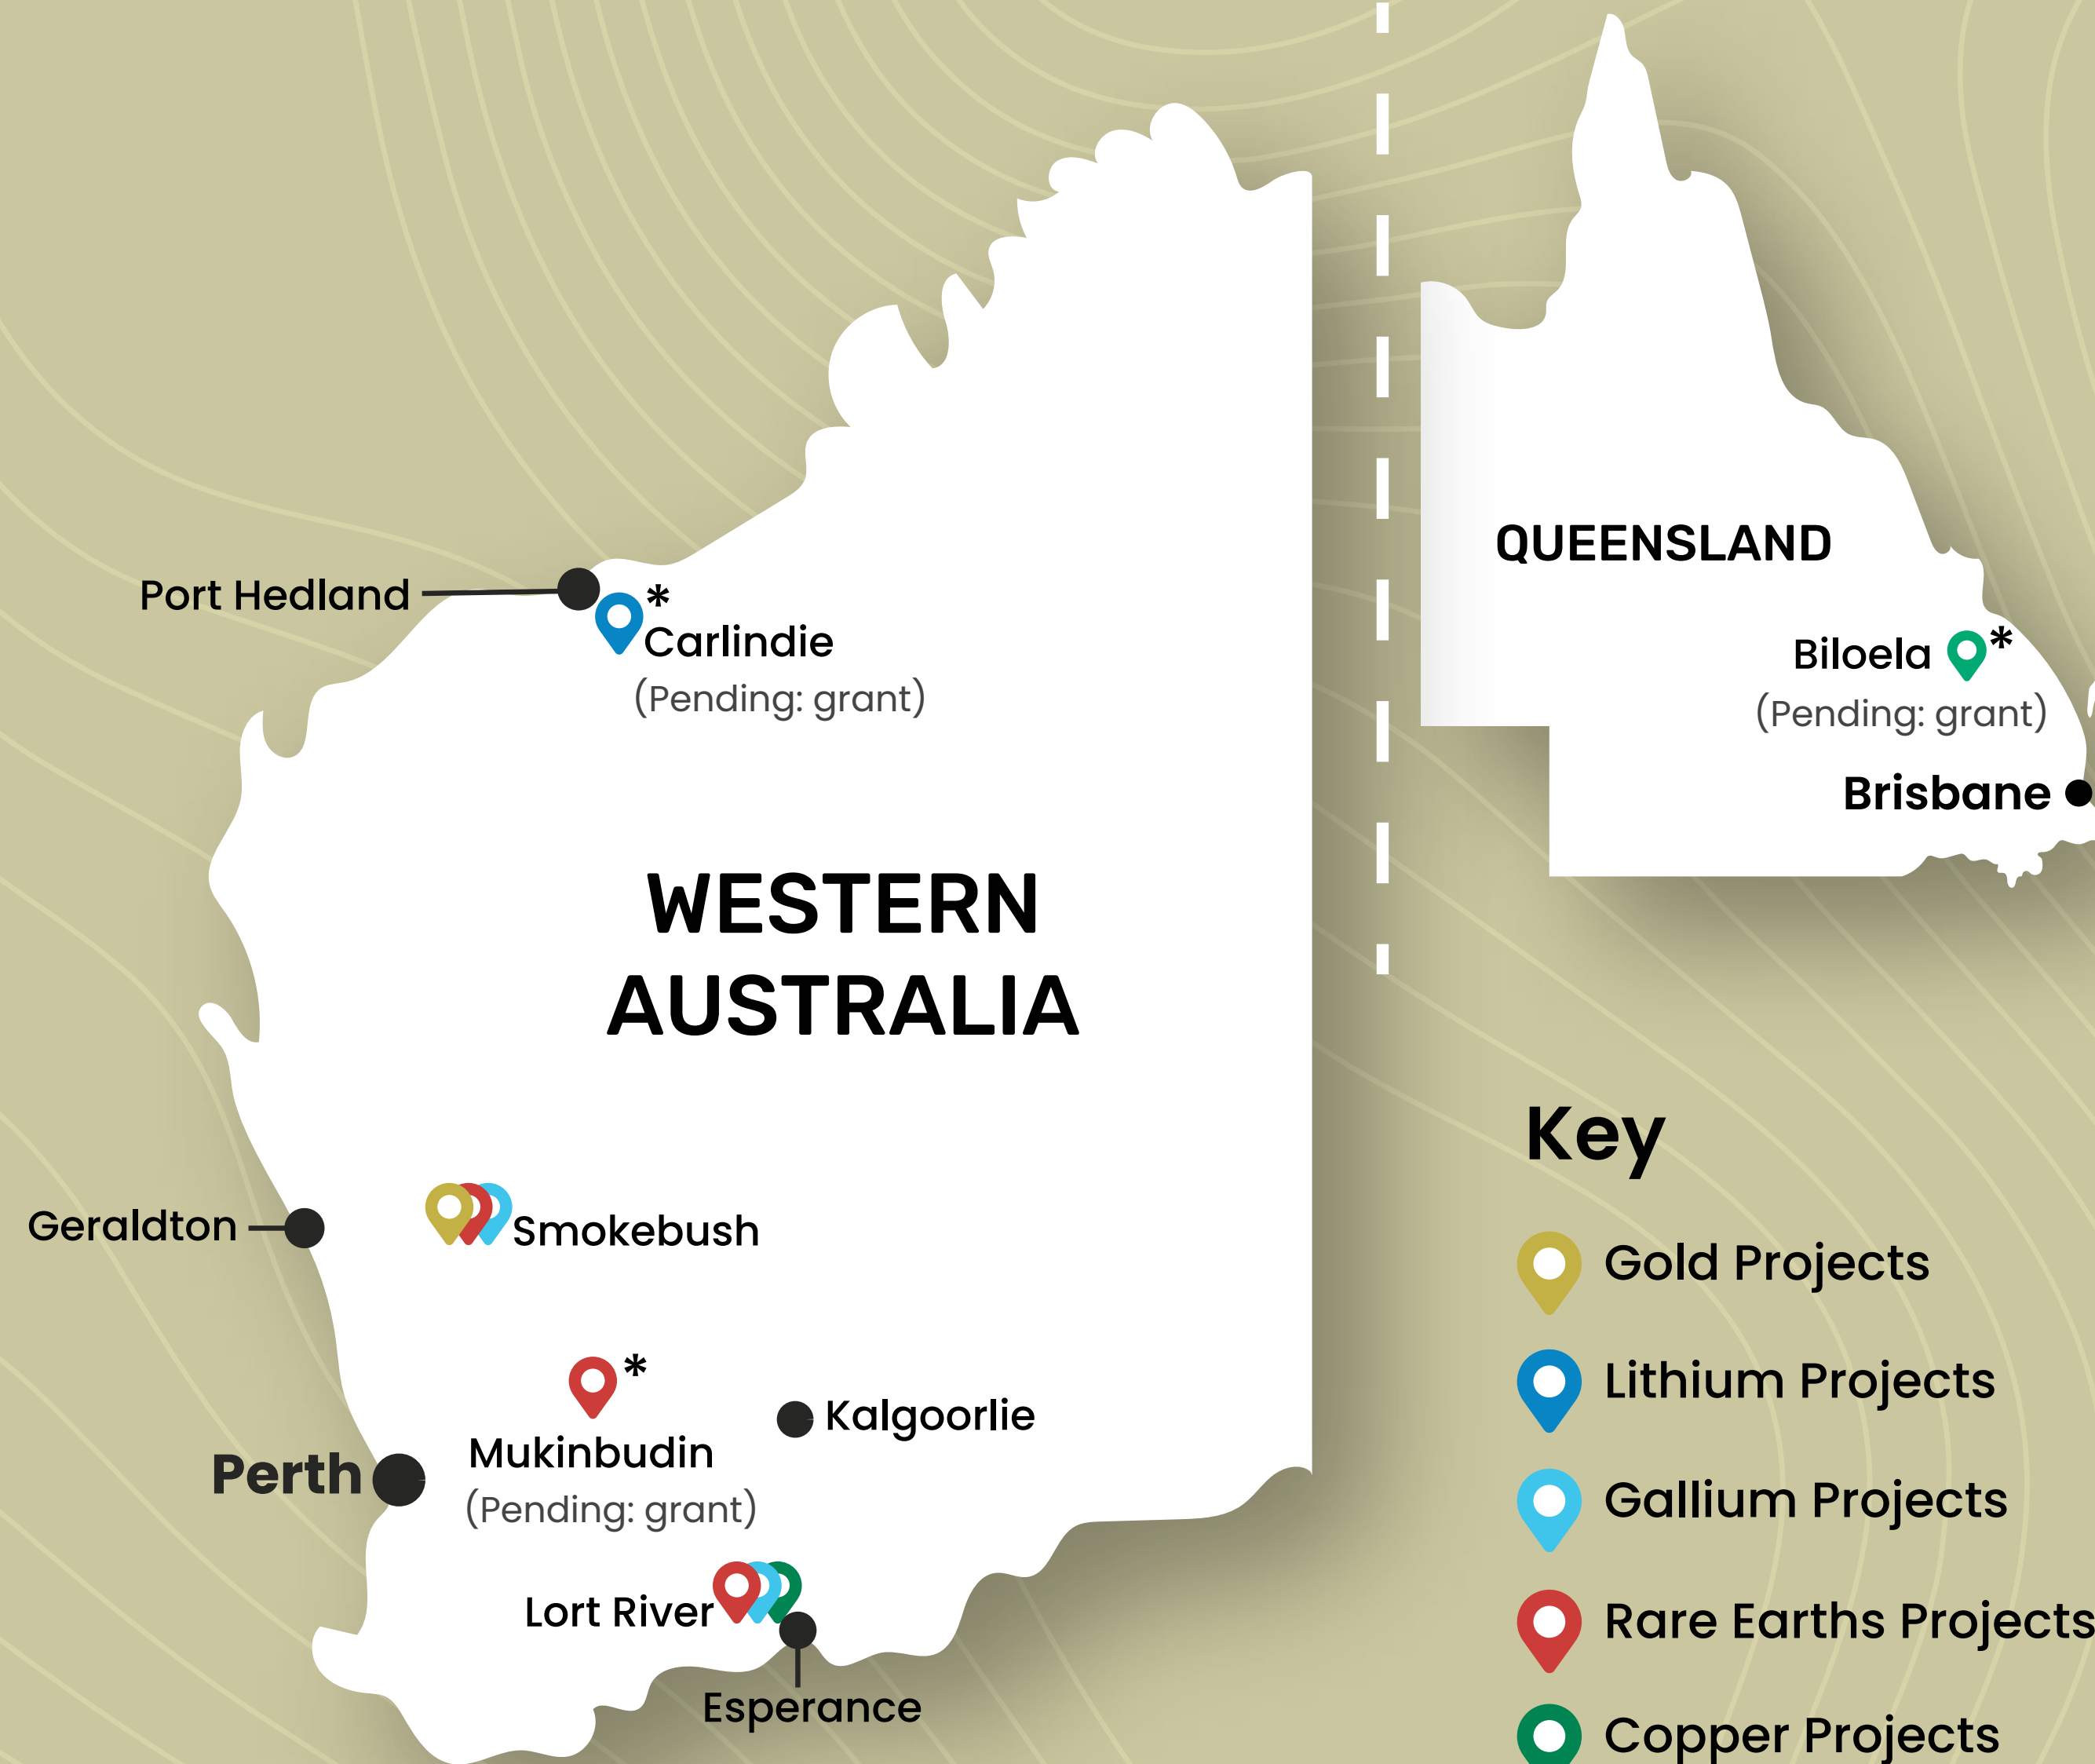 QUEENSLAND
Port Hedland
*
Carlindie
(Pending: grant)
Biloela *
(Pending: grant)
Brisbane
WESTERN
AUSTRALIA
Geraldton
Smokebush
*
Mukinbudin
(Pending: grant)
Kalgoorlie
Perth
Lort River
Esperance
Key
Gold Projects
Lithium Projects
Gallium Projects
Rare Earths Projects
Copper Projects